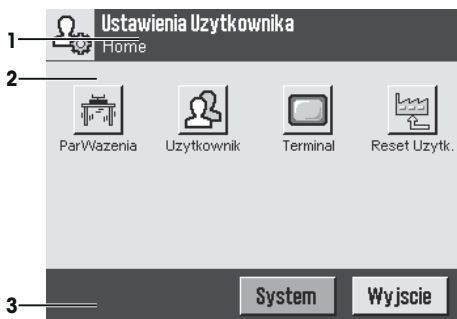 Ustawienia Uzytkownika
1 Home
2
ParWazenia Uzytkownik Terminal Reset Uzytk.
3 System Wyjscie